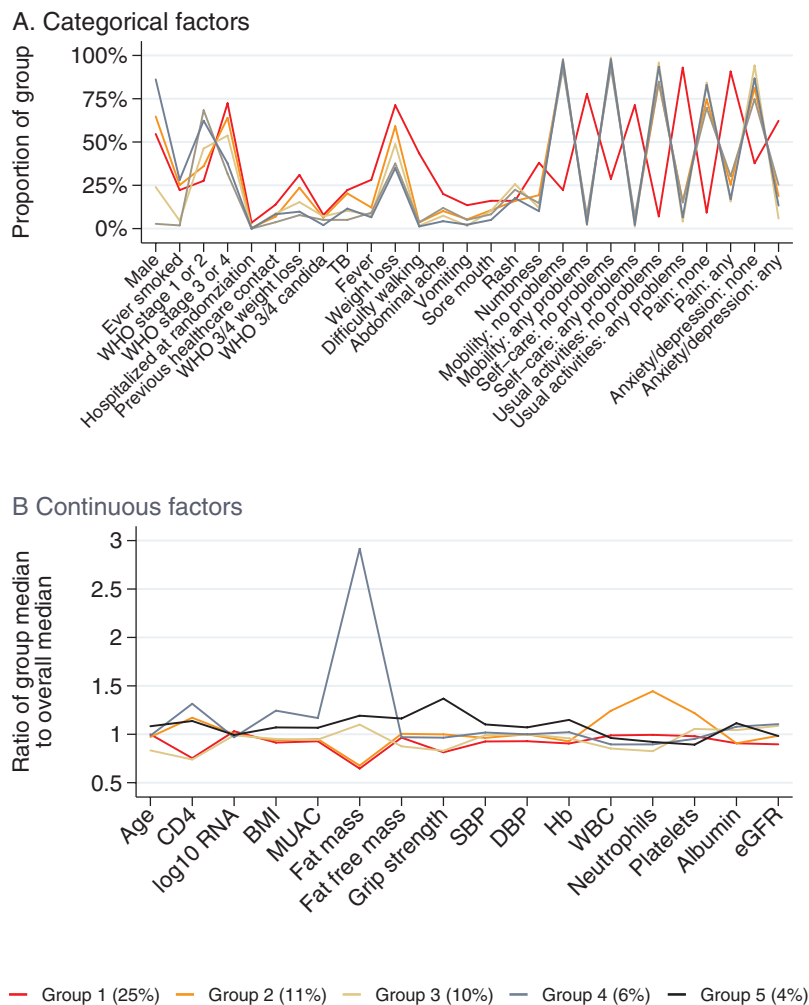 A. Categorical factors
Proportion of group
100%
75%
50%
25%
0%
Male
Ever smoked
WHO stage 1 or 2
WHO stage 3 or 4
Hospitalized at randomziation
Previous healthcare contact
WHO 3/4 weight loss
WHO 3/4 candida
TB
Fever
Weight loss
Difficulty walking
Abdominal ache
Vomiting
Sore mouth
Rash
Numbness
Mobility: no problems
Mobility: any problems
Self–care: no problems
Self–care: any problems
Usual activities: no problems
Usual activities: any problems
Pain: none
Pain: any
Anxiety/depression: none
Anxiety/depression: any
B Continuous factors
Ratio of group median
to overall median
3
2.5
2
1.5
1
0.5
Age
CD4
log10 RNA
BMI
MUAC
Fat mass
Fat free mass
Grip strength
SBP
DBP
Hb
WBC
Neutrophils
Platelets
Albumin
eGFR
Group 1 (25%) Group 2 (11%) Group 3 (10%) Group 4 (6%) Group 5 (4%)